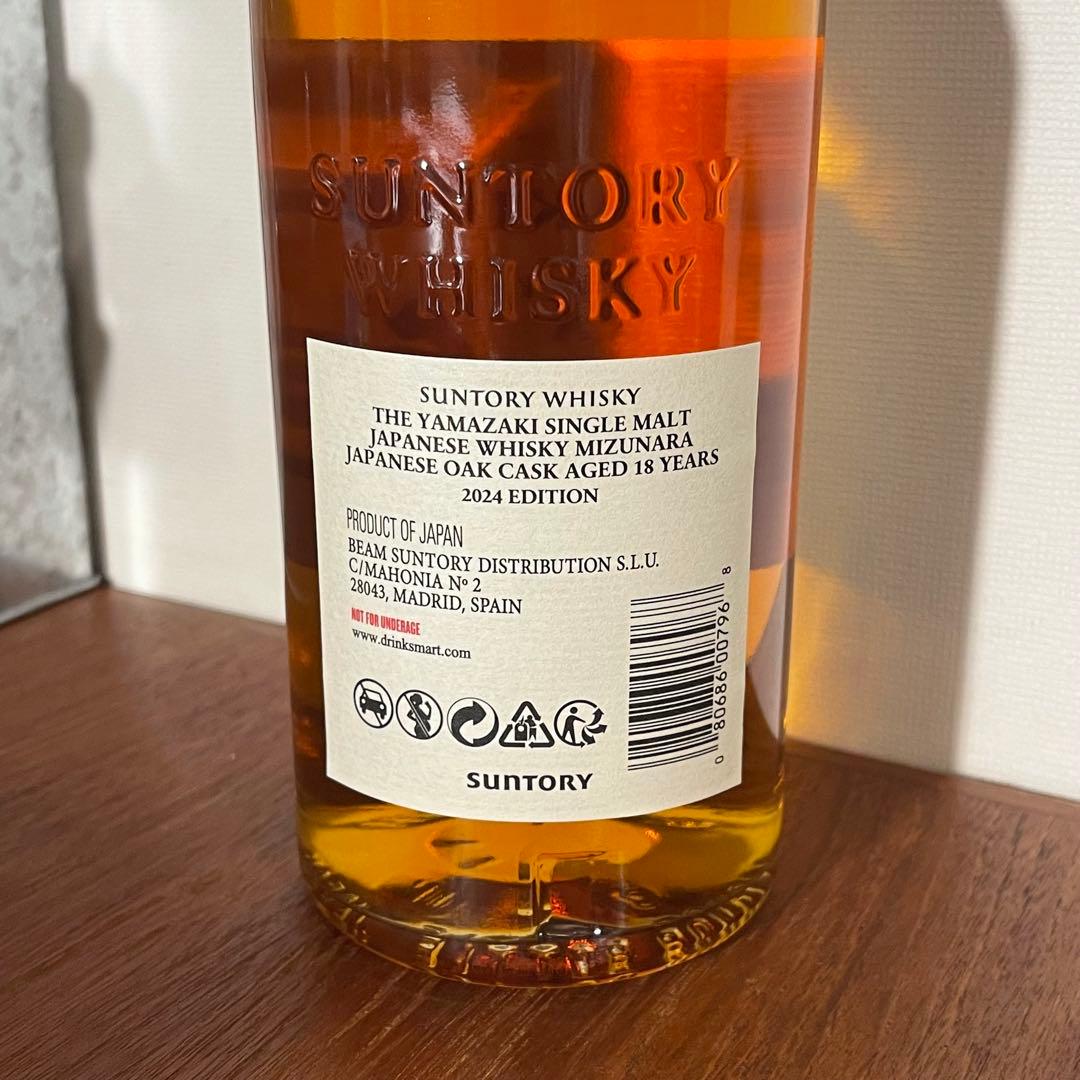 SUNTORY
WHISKY
SUNTORY WHISKY
THE YAMAZAKI SINGLE MALT
JAPANESE WHISKY MIZUNARA
JAPANESE OAK CASK AGED 18 YEARS
2024 EDITION
PRODUCT OF JAPAN
BEAM SUNTORY DISTRIBUTION S.L.U.
C/MAHONIA Nº 2
28043, MADRID, SPAIN
NOT FOR UNDERAGE
www.drinksmart.com
0 80686 00796 8
SUNTORY